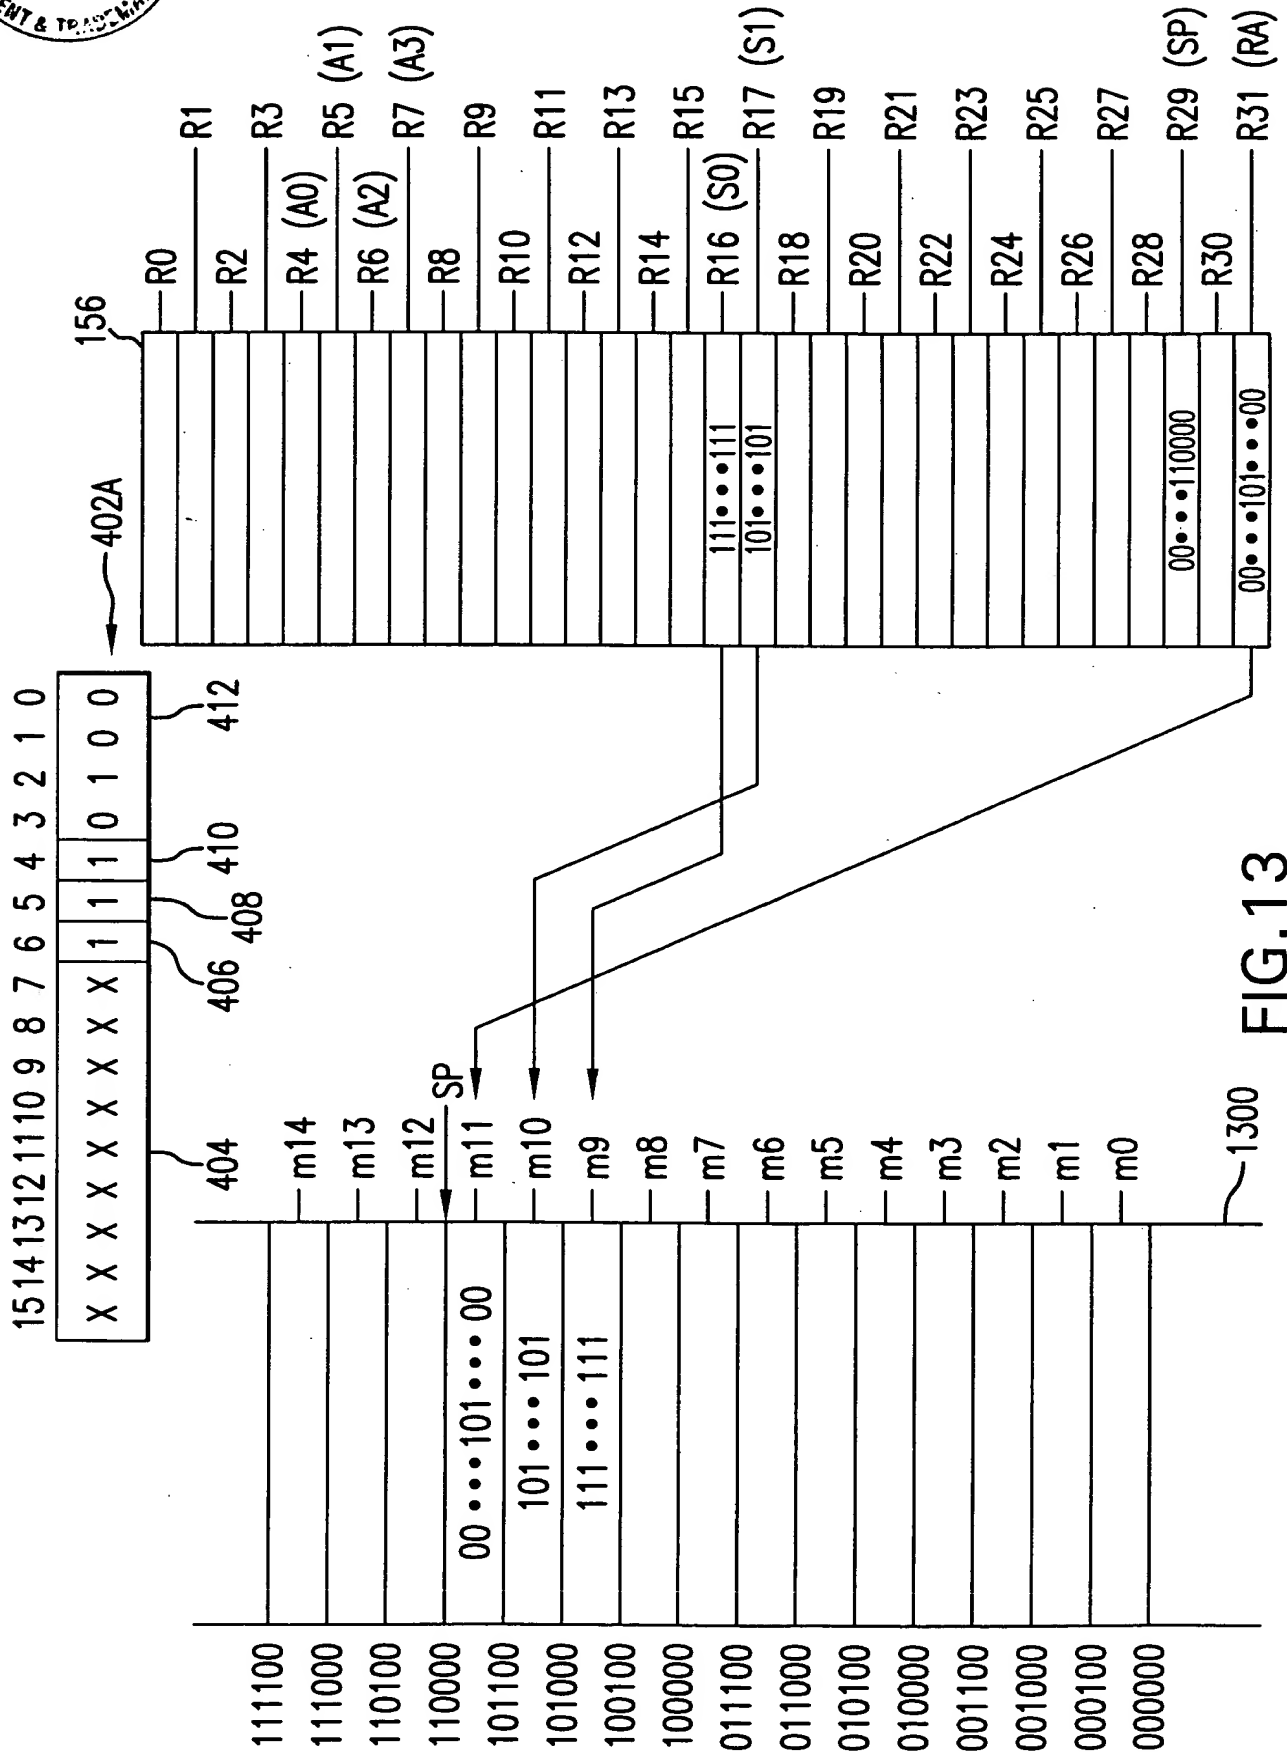 ENT & TRADEMA
15 14 13 12 11 10 9 8 7 6 5 4 3 2 1 0
X X X X X X X X X 1 1 1 0 1 0 0
402A
404
406
408
410
412
156
R0
R1
R2
R3
R4 (A0)
R5 (A1)
R6 (A2)
R7 (A3)
R8
R9
R10
R11
R12
R13
R14
R15
R16 (S0)
R17 (S1)
R18
R19
R20
R21
R22
R23
R24
R25
R26
R27
R28
R29 (SP)
R30
R31 (RA)
111•••111
101•••101
00•••110000
00•••101•••00
111100
111000
110100
110000
101100
101000
100100
100000
011100
011000
010100
010000
001100
001000
000100
000000
00•••101•••00
101•••101
111•••111
m14
m13
m12
SP
m11
m10
m9
m8
m7
m6
m5
m4
m3
m2
m1
m0
1300
FIG.13